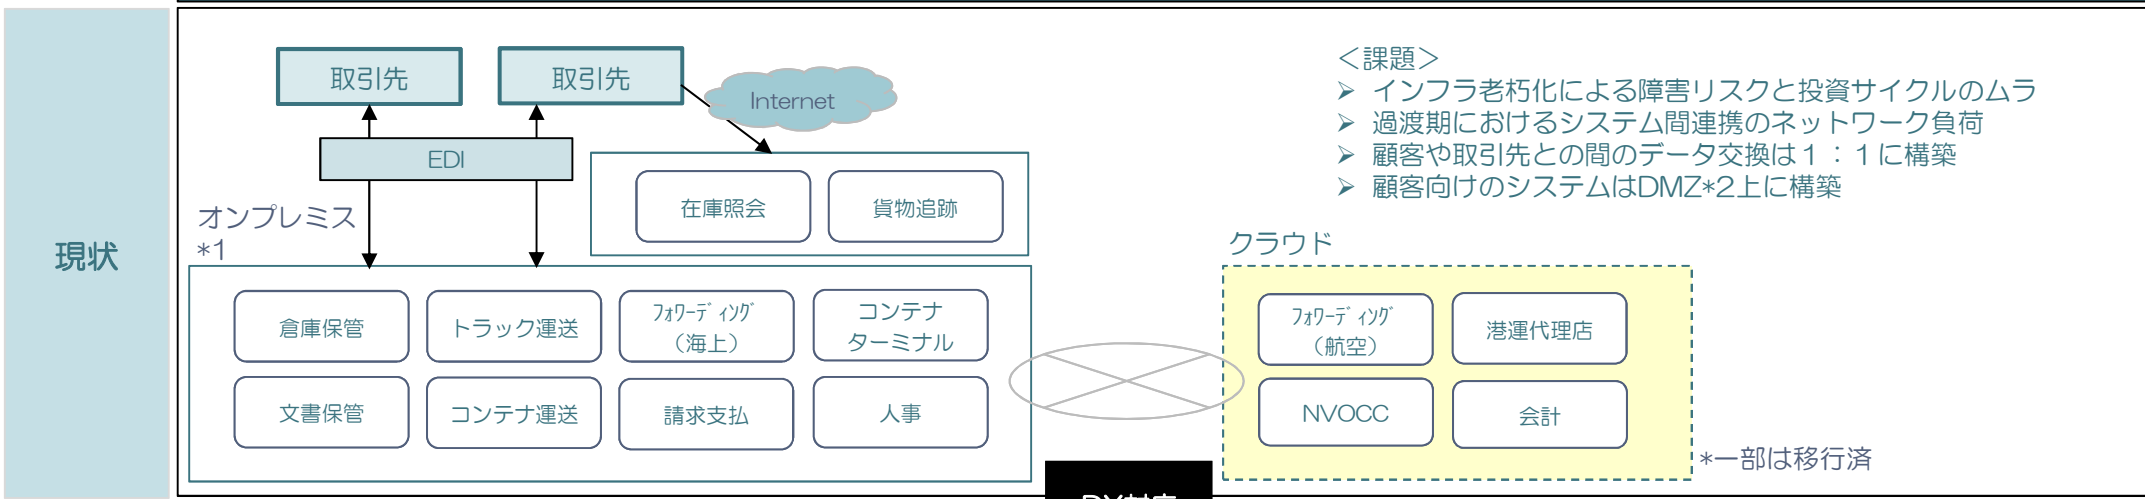 現状
取引先
取引先
Internet
EDI
在庫照会
貨物追跡
オンプレミス
*1
倉庫保管
トラック運送
ﾌｫﾜｰﾃﾞｨﾝｸﾞ
（海上）
コンテナ
ターミナル
文書保管
コンテナ運送
請求支払
人事
＜課題＞
➢ インフラ老朽化による障害リスクと投資サイクルのムラ
➢ 過渡期におけるシステム間連携のネットワーク負荷
➢ 顧客や取引先との間のデータ交換は１：１に構築
➢ 顧客向けのシステムはDMZ*2上に構築
クラウド
ﾌｫﾜｰﾃﾞｨﾝｸﾞ
（航空）
港運代理店
NVOCC
会計
*一部は移行済
DX対応